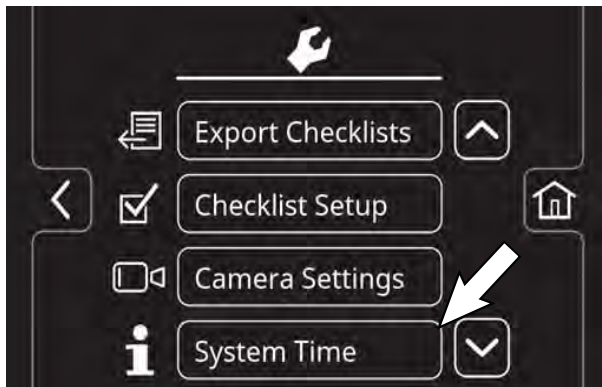 Export Checklists
Checklist Setup
Camera Settings
System Time